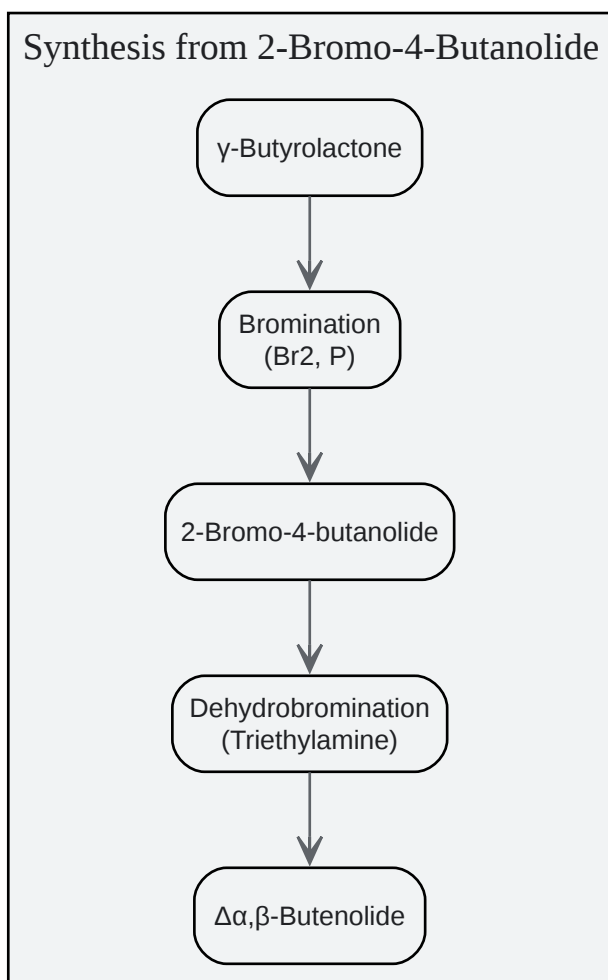 Synthesis from 2-Bromo-4-Butanolide
γ-Butyrolactone
Bromination
(Br2, P)
2-Bromo-4-butanolide
Dehydrobromination
(Triethylamine)
Δα,β-Butenolide